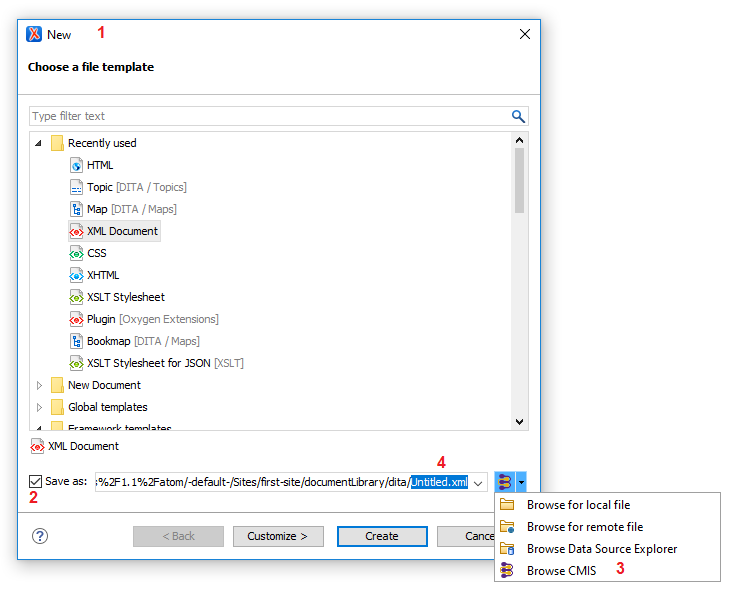 New 1
Choose a file template
Type filter text
Recently used
HTML
Topic [DITA / Topics]
Map [DITA / Maps]
XML Document
CSS
XHTML
XSLT Stylesheet
Plugin [Oxygen Extensions]
Bookmap [DITA / Maps]
XSLT Stylesheet for JSON [XSLT]
New Document
Global templates
Framework templates
XML Document
4
Save as: %2F1.1%2Fatom/-default-/Sites/first-site/documentLibrary/dita/Untitled.xml
2
Browse for local file
Browse for remote file
Browse Data Source Explorer
Browse CMIS 3
? < Back Customize > Create Cance